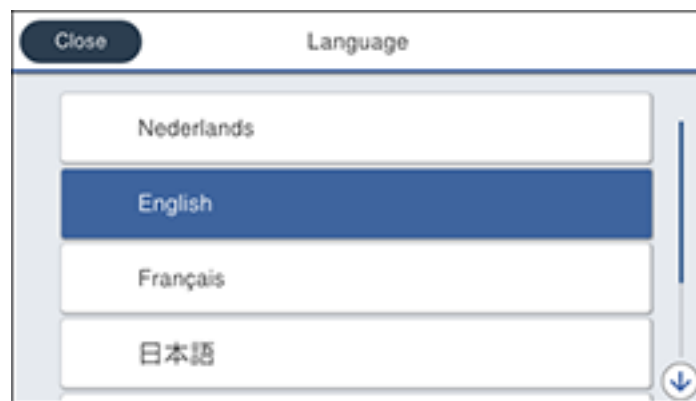 Close
Language
Nederlands
English
Français
日本語